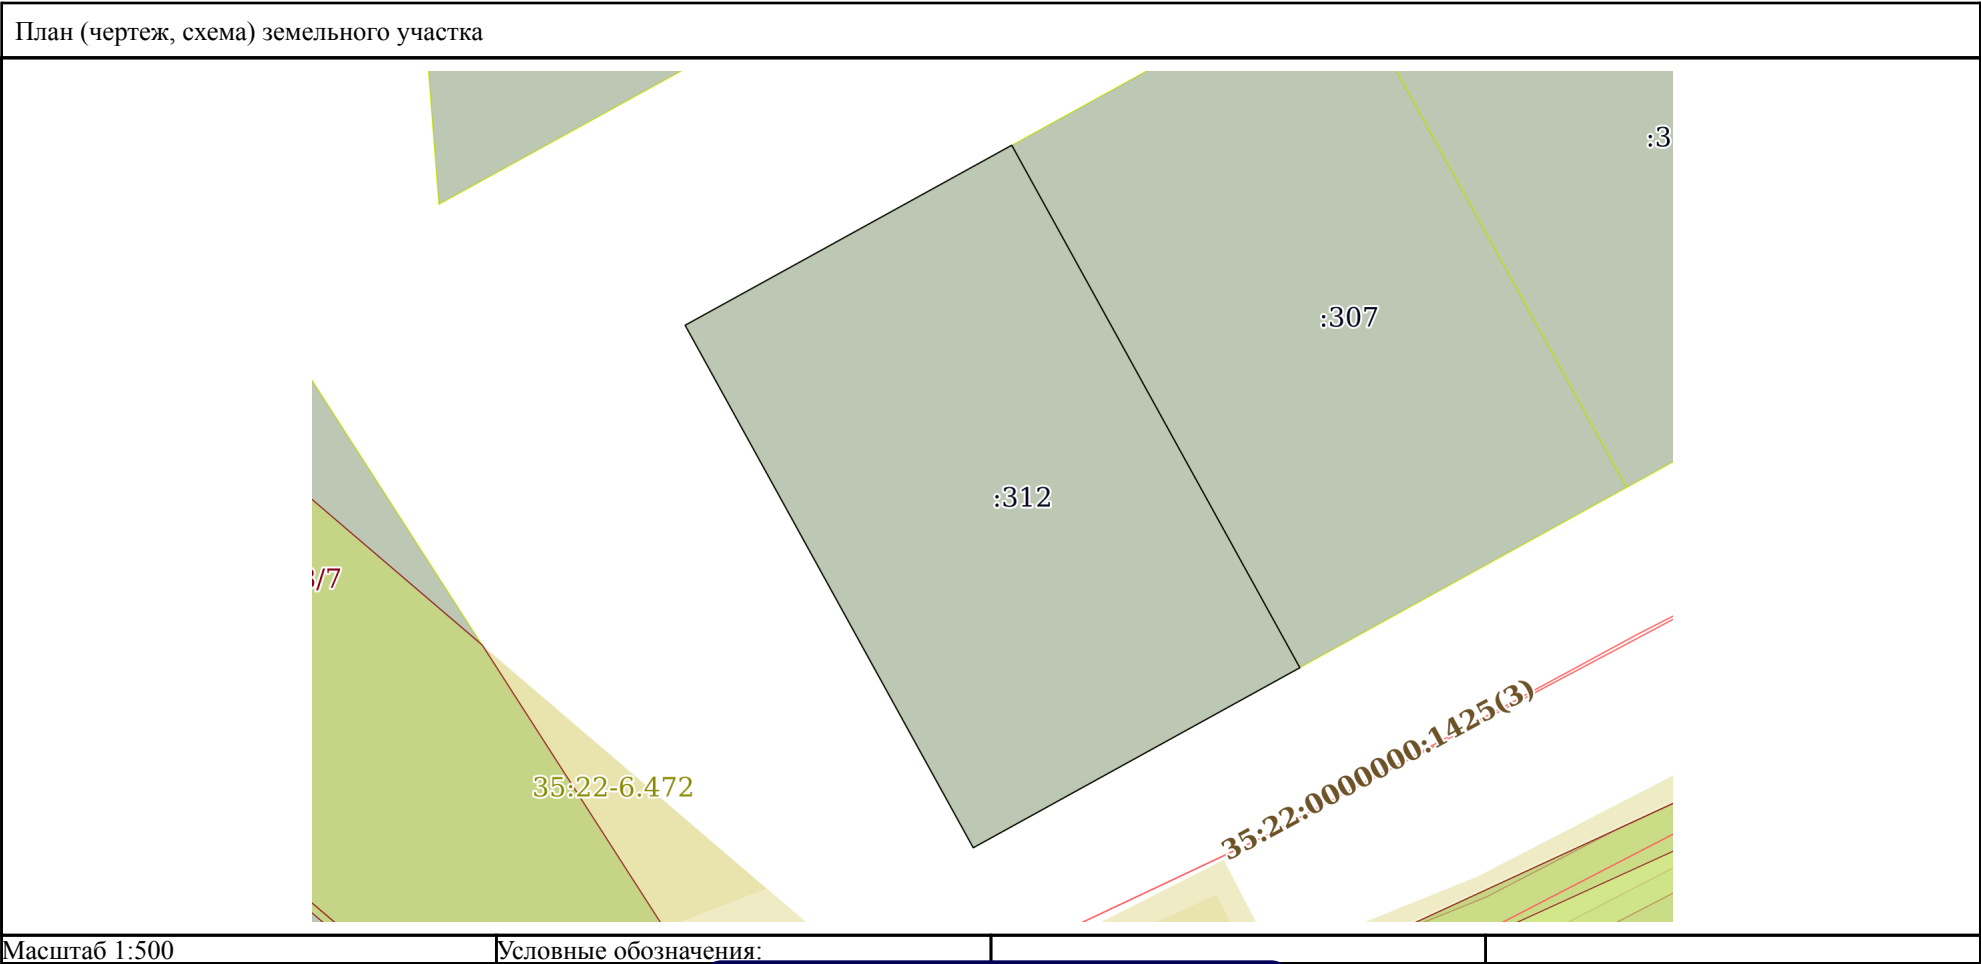 План (чертеж, схема) земельного участка
:3
:307
:312
/7
35:22-6.472
35:22:0000000:1425(3)
Масштаб 1:500
Условные обозначения: